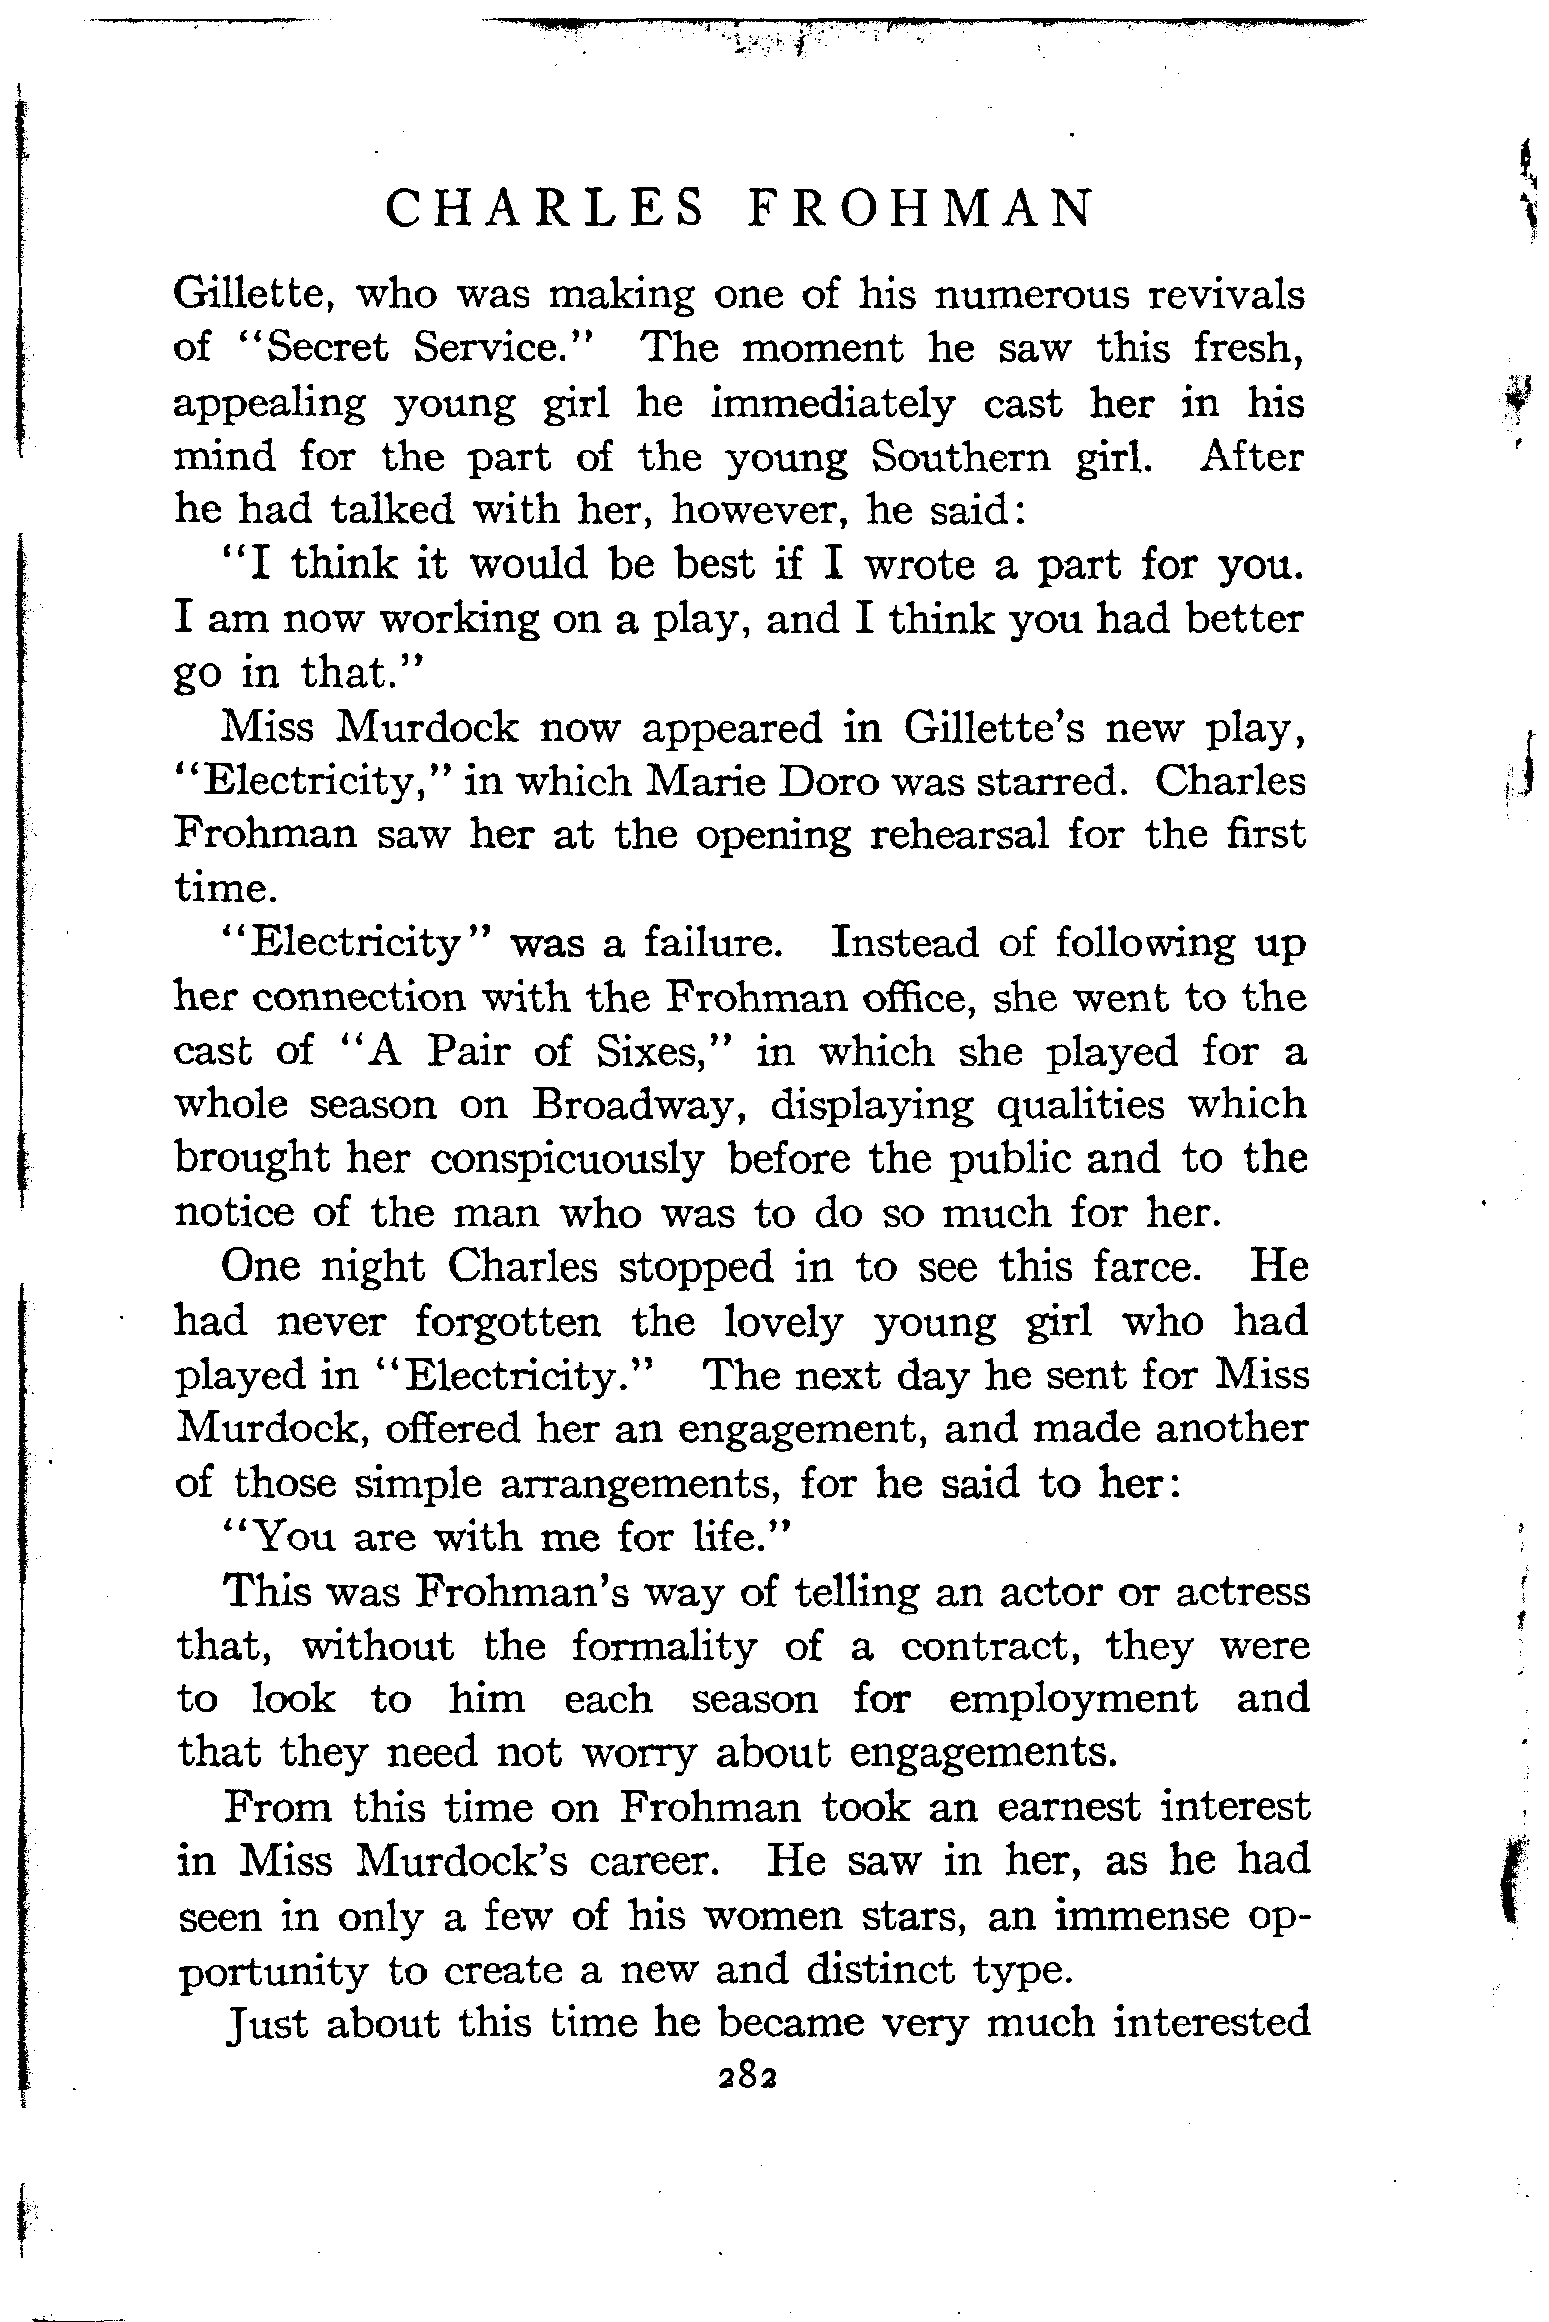 CHARLES FROHMAN
Gillette, who was making one of his numerous revivals
of "Secret Service." The moment he saw this fresh,
appealing young girl he immediately cast her in his
mind for the part of the young Southern girl. After
he had talked with her, however, he said:
"I think it would be best if I wrote a part for you.
I am now working on a play, and I think you had better
go in that."
Miss Murdock now appeared in Gillette's new play,
"Electricity," in which Marie Doro was starred. Charles
Frohman saw her at the opening rehearsal for the first
time.
"Electricity" was a failure. Instead of following up
her connection with the Frohman office, she went to the
cast of "A Pair of Sixes," in which she played for a
whole season on Broadway, displaying qualities which
brought her conspicuously before the public and to the
notice of the man who was to do so much for her.
One night Charles stopped in to see this farce. He
had never forgotten the lovely young girl who had
played in "Electricity." The next day he sent for Miss
Murdock, offered her an engagement, and made another
of those simple arrangements, for he said to her:
"You are with me for life."
This was Frohman's way of telling an actor or actress
that, without the formality of a contract, they were
to look to him each season for employment and
that they need not worry about engagements.
From this time on Frohman took an earnest interest
in Miss Murdock's career. He saw in her, as he had
seen in only a few of his women stars, an immense op-
portunity to create a new and distinct type.
Just about this time he became very much interested
282